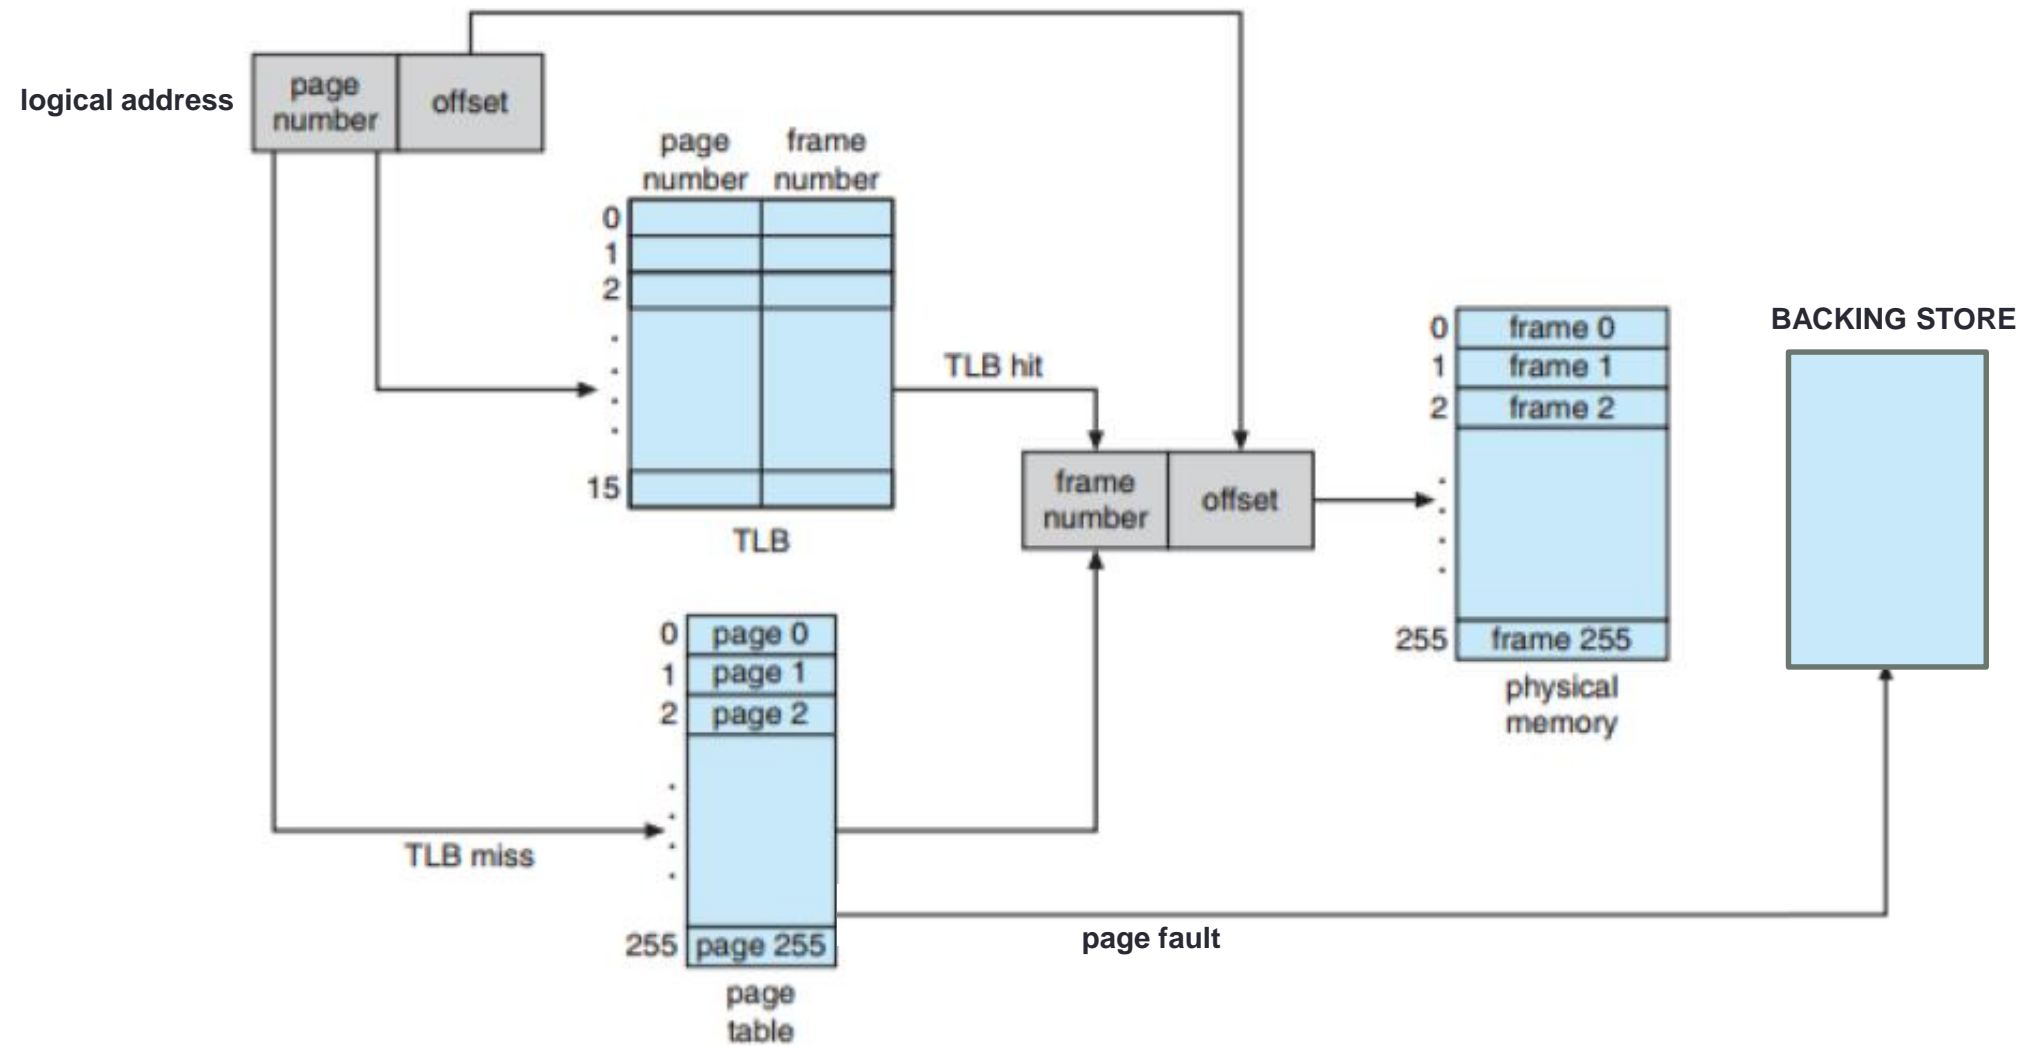 logical address
page
number
offset
page
number
frame
number
0
1
2
15
TLB
TLB hit
frame
number
offset
0
frame 0
1
frame 1
2
frame 2
255
frame 255
physical
memory
BACKING STORE
0
page 0
1
page 1
2
page 2
255
page 255
page
table
TLB miss
page fault